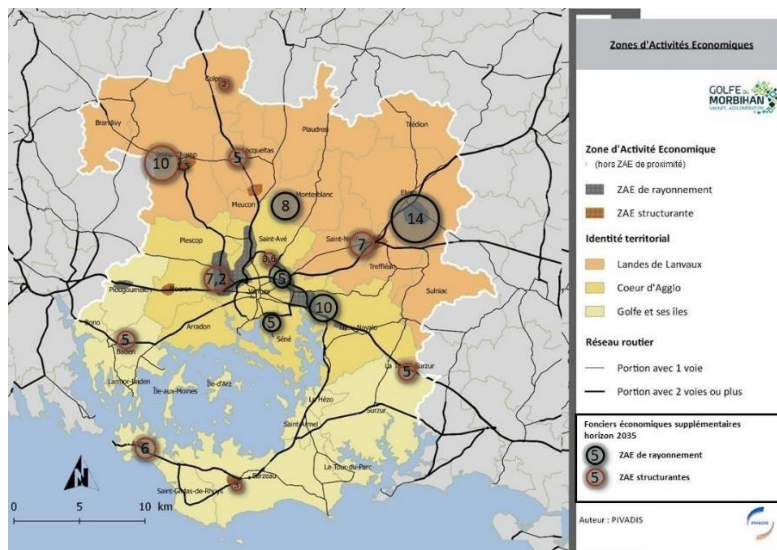 Zones d'Activités Economiques
GOLFE DU
MORBIHAN
VANNES AGGLOMÉRATION
Zone d'Activité Economique
(hors ZAE de proximité)
ZAE de rayonnement
ZAE structurante
Identité territorial
Landes de Lanvaux
Coeur d'Agglo
Golfe et ses îles
Réseau routier
Portion avec 1 voie
Portion avec 2 voies ou plus
Fonciers économiques supplémentaires
horizon 2035
5 ZAE de rayonnement
5 ZAE structurantes
Auteur : PIVADIS
PIVADIS
2
Brandivy
Plaudren
Trédion
10
5
Meucon
Monterblanc
8
14
Plescop
Saint-Avé
7
Treffléan
Sulniac
7,2
5
10
Arradon
5
Séné
Baden
5
Larmor-Baden
Île-aux-Moines
Île-d'Arz
5
Le Hézo
Surzur
Saint-Armel
6
Le Tour-du-Parc
Saint-Gildas-de-Rhuys
Sarzeau
3
N
0
5
10 km